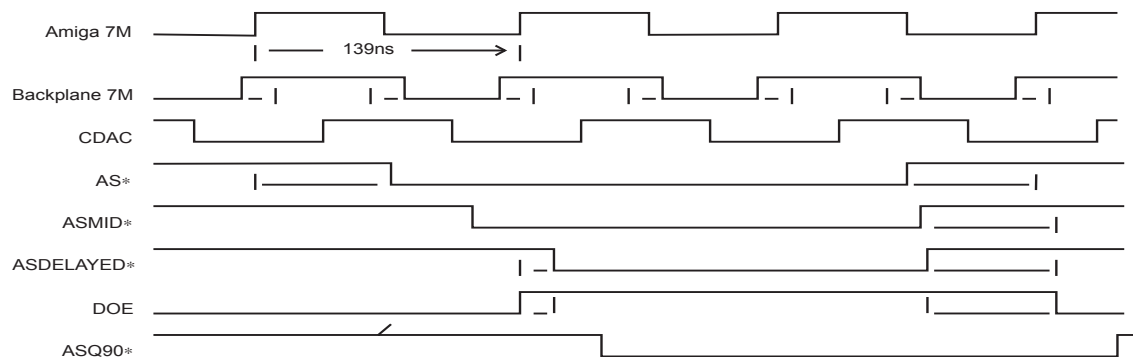 Amiga 7M
139ns
Backplane 7M
CDAC
AS*
ASMID*
ASDELAYED*
DOE
ASQ90*